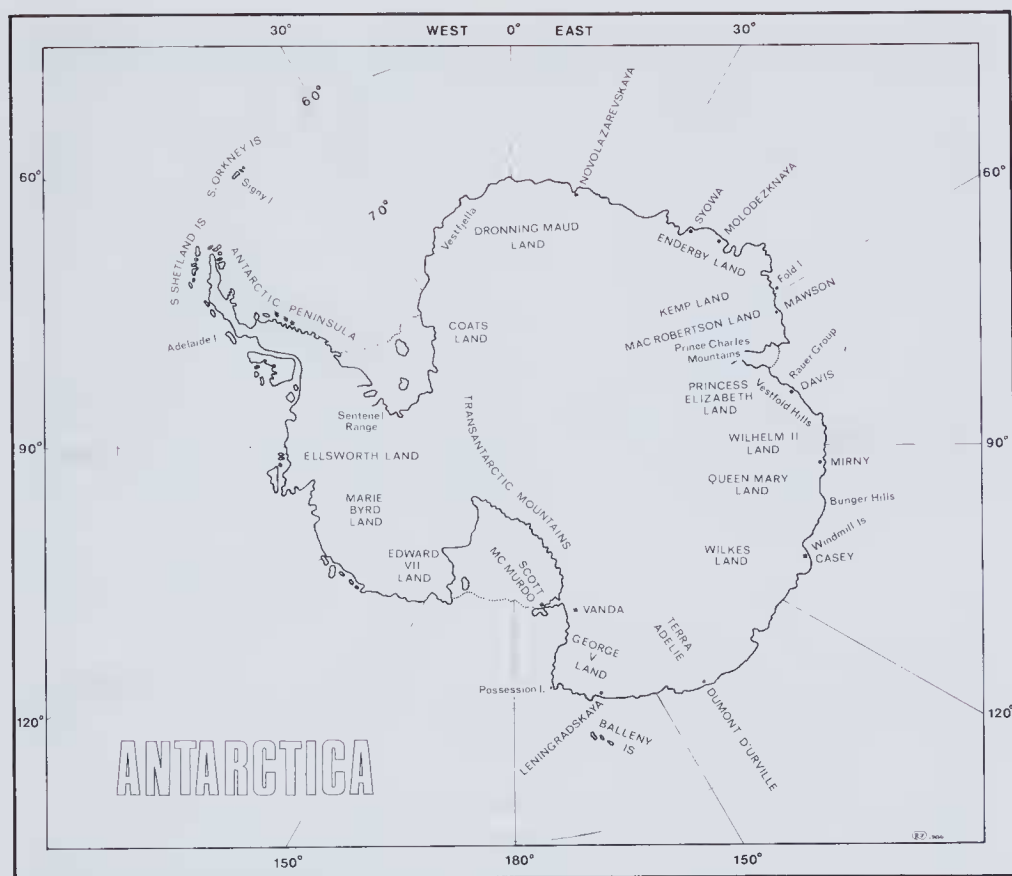 30° WEST 0° EAST 30°
60°
70°
60°
60°
S. ORKNEY IS
Signy I
S SHETLAND IS
ANTARCTIC PENINSULA
Adelaide I
NOVOLAZAREVSKAYA
Vestfjella
DRONNING MAUD
LAND
SYOWA
MOLODEZKNAYA
ENDERBY LAND
Fold I
KEMP LAND
MAWSON
MAC ROBERTSON LAND
Prince Charles
Mountains
Rauer Group
DAVIS
Vestfold Hills
COATS
LAND
PRINCESS
ELIZABETH
LAND
Sentenel
Range
TRANSANTARCTIC MOUNTAINS
90°
ELLSWORTH LAND
WILHELM II
LAND
90°
MIRNY
QUEEN MARY
LAND
MARIE
BYRD
LAND
Bunger Hills
Windmill Is
CASEY
WILKES
LAND
EDWARD
VII
LAND
SCOTT
MC MURDO
VANDA
TERRA
ADELIE
GEORGE
V
LAND
Possession I.
LENINGRADSKAYA
BALLENY
IS
DUMONT D'URVILLE
120°
120°
ANTARCTICA
150° 180° 150°